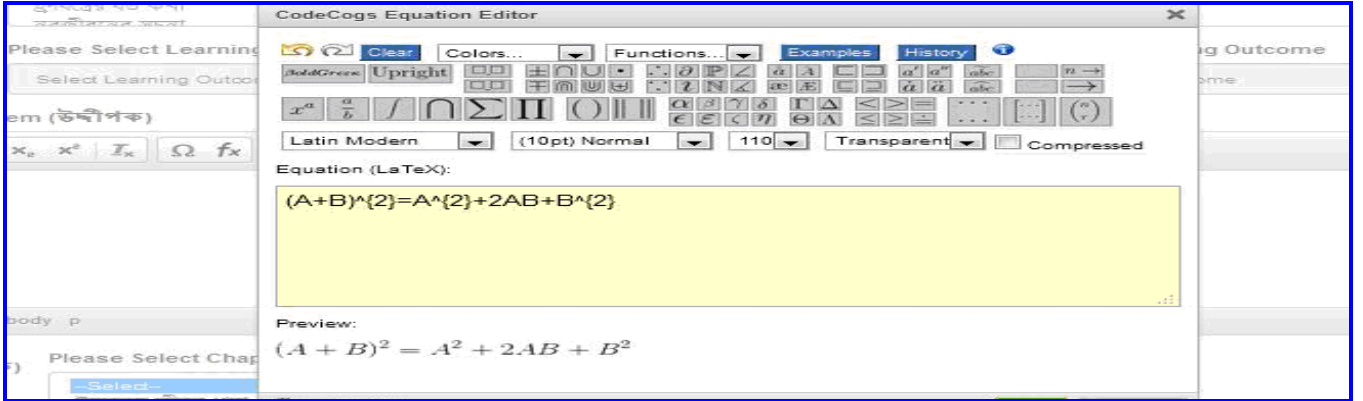 CodeCogs Equation Editor
Please Select Learning
ng Outcome
Clear Colors... Functions... Examples History
BoldGreek Upright
Select Learning Outco
ome
em (উদ্দীপক)
Latin Modern (10pt) Normal 110 Transparent Compressed
Equation (LaTeX):
(A+B)^{2}=A^{2}+2AB+B^{2}
body p
Preview:
(A + B)² = A² + 2AB + B²
Please Select Chap
--Select--